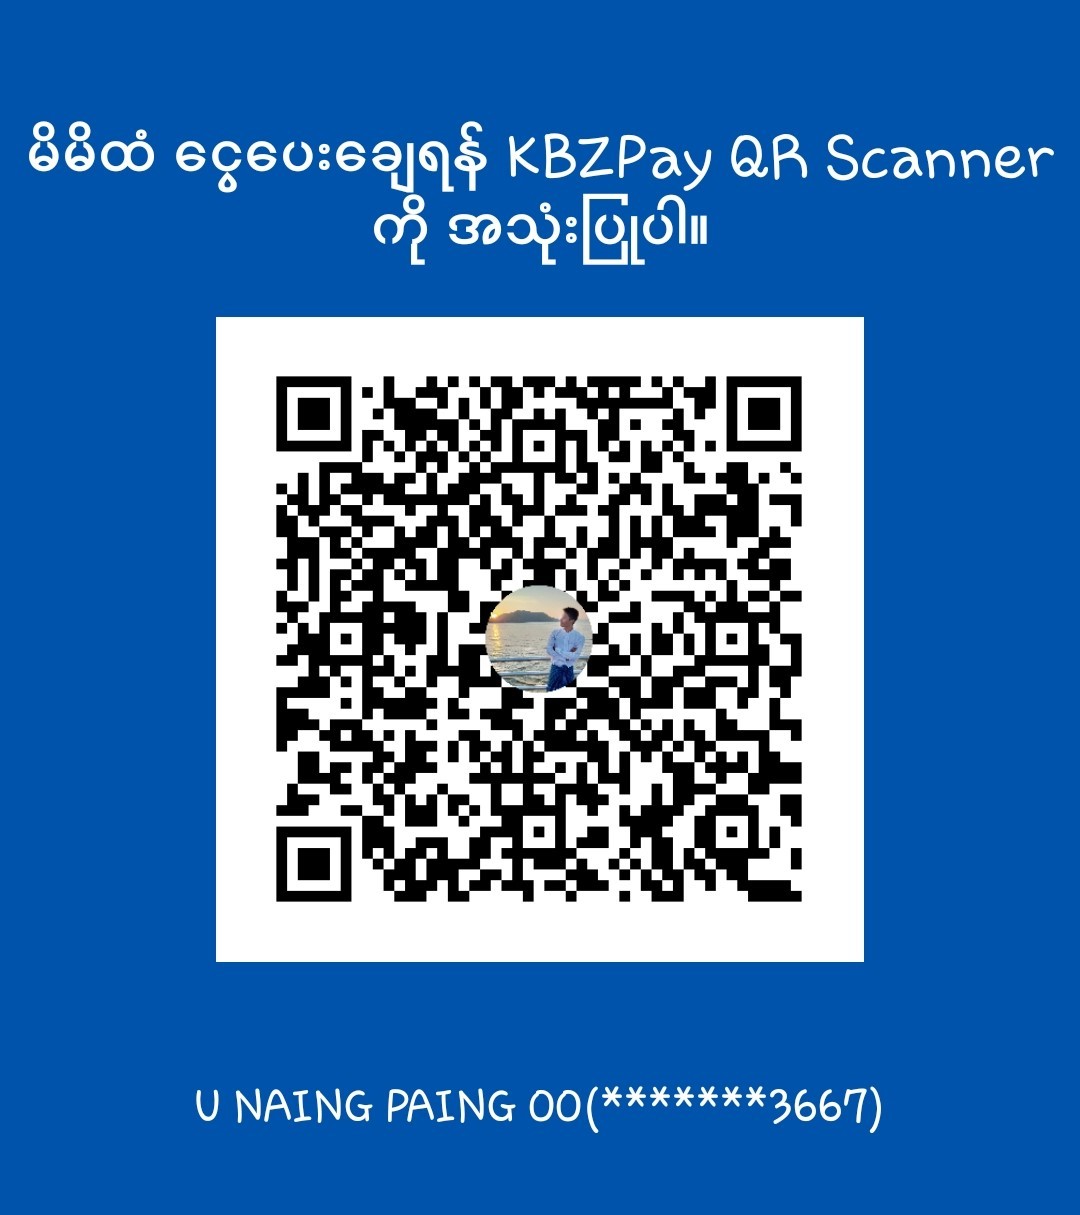 မိမိထံ ငွေပေးချေရန် KBZPay QR Scanner
ကို အသုံးပြုပါ။
U NAING PAING OO(*******3667)